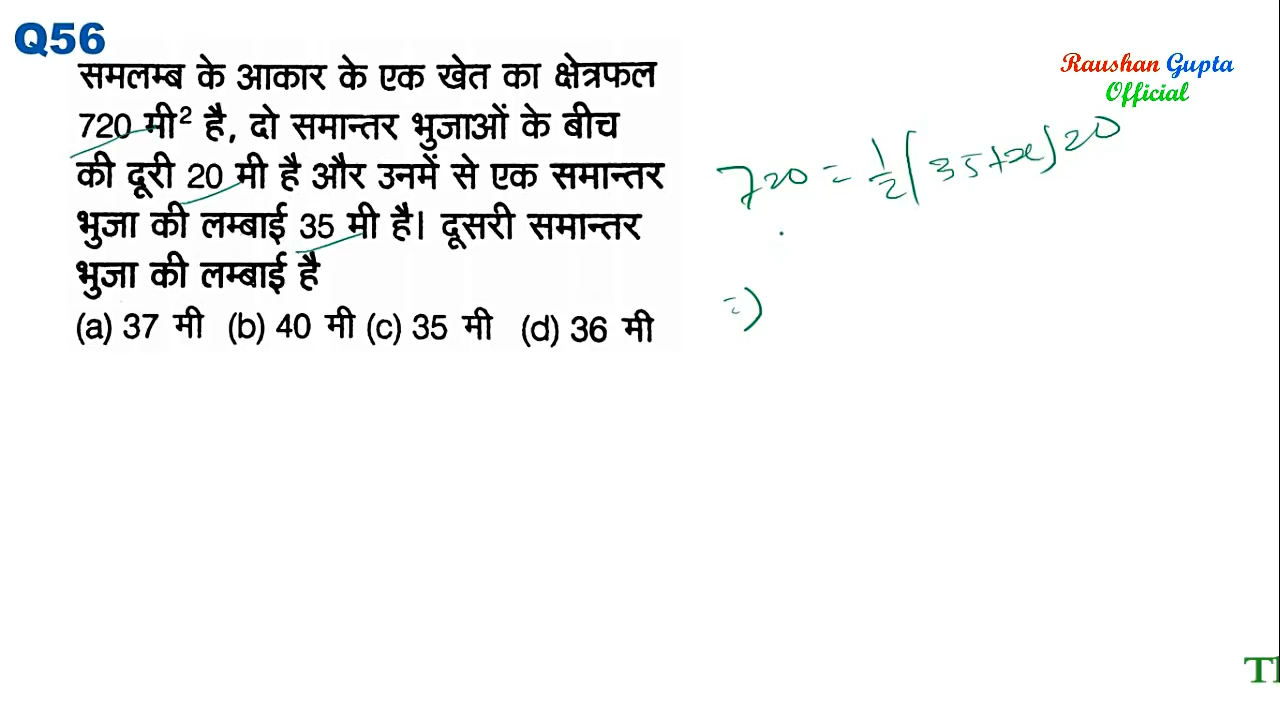 Q56
समलम्ब के आकार के एक खेत का क्षेत्रफल
720 मी² है, दो समान्तर भुजाओं के बीच
की दूरी 20 मी है और उनमें से एक समान्तर
भुजा की लम्बाई 35 मी है। दूसरी समान्तर
भुजा की लम्बाई है
(a) 37 मी (b) 40 मी (c) 35 मी (d) 36 मी
Raushan Gupta
Official
720 = 1/2 (35+x) 20
=)